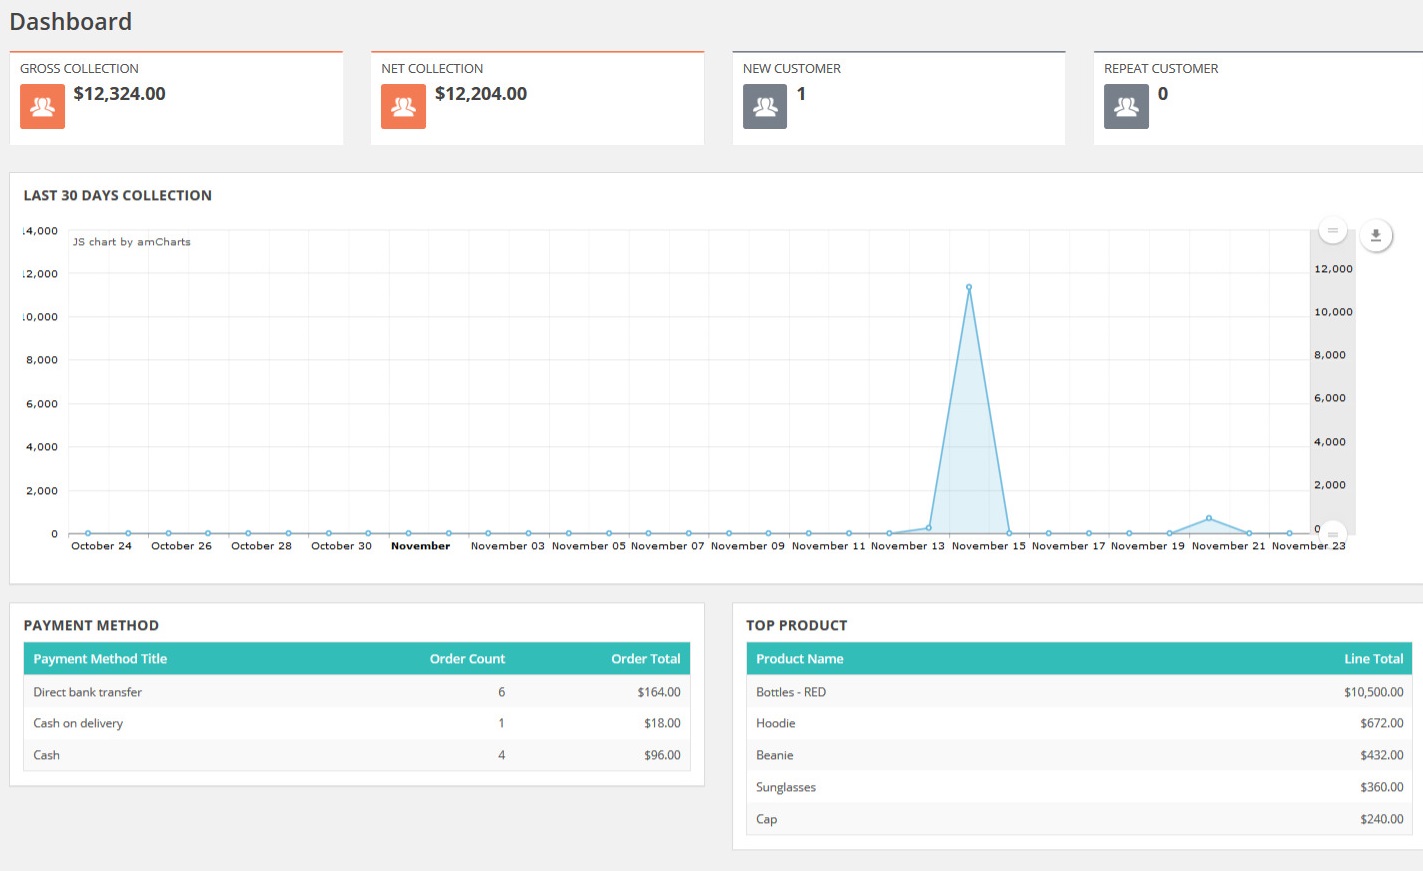 Dashboard
GROSS COLLECTION
$12,324.00
NET COLLECTION
$12,204.00
NEW CUSTOMER
1
REPEAT CUSTOMER
0
LAST 30 DAYS COLLECTION
JS chart by amCharts
14,000
12,000
10,000
8,000
6,000
4,000
2,000
0
12,000
10,000
8,000
6,000
4,000
2,000
0
October 24 October 26 October 28 October 30 November November 03 November 05 November 07 November 09 November 11 November 13 November 15 November 17 November 19 November 21 November 23
PAYMENT METHOD
Payment Method Title Order Count Order Total
Direct bank transfer 6 $164.00
Cash on delivery 1 $18.00
Cash 4 $96.00
TOP PRODUCT
Product Name Line Total
Bottles - RED $10,500.00
Hoodie $672.00
Beanie $432.00
Sunglasses $360.00
Cap $240.00